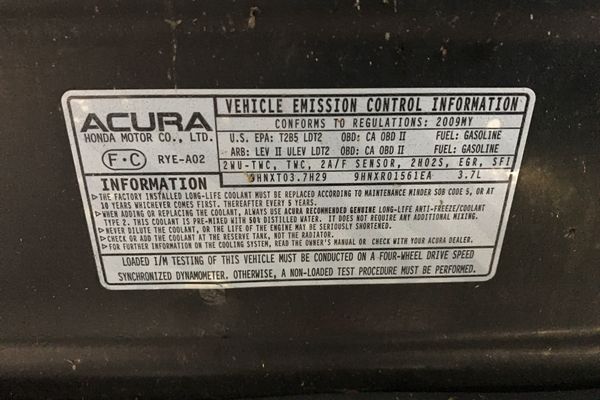 ACURA
HONDA MOTOR CO., LTD.
F·C RYE-A02
VEHICLE EMISSION CONTROL INFORMATION
CONFORMS TO REGULATIONS: 2009MY
U.S. EPA: T2B5 LDT2 OBD: CA OBD II FUEL: GASOLINE
ARB: LEV II ULEV LDT2 OBD: CA OBD II FUEL: GASOLINE
2WU-TWC, TWC, 2A/F SENSOR, 2HO2S, EGR, SFI
9HNXT03.7H29 9HNXR01561EA 3.7L
INFORMATION
▷THE FACTORY INSTALLED LONG-LIFE COOLANT MUST BE REPLACED ACCORDING TO MAINTENANCE MINDER SUB CODE 5, OR AT
10 YEARS WHICHEVER COMES FIRST. THEREAFTER EVERY 5 YEARS.
▷WHEN ADDING OR REPLACING THE COOLANT, ALWAYS USE ACURA RECOMMENDED GENUINE LONG-LIFE ANTI-FREEZE/COOLANT
TYPE 2. THIS COOLANT IS PRE-MIXED WITH 50% DISTILLED WATER. IT DOES NOT REQUIRE ANY ADDITIONAL MIXING.
▷NEVER DILUTE THE COOLANT, OR THE LIFE OF THE ENGINE MAY BE SERIOUSLY SHORTENED.
▷CHECK OR ADD THE COOLANT AT THE RESERVE TANK, NOT THE RADIATOR.
▷FOR FURTHER INFORMATION ON THE COOLING SYSTEM, READ THE OWNER'S MANUAL OR CHECK WITH YOUR ACURA DEALER.
LOADED I/M TESTING OF THIS VEHICLE MUST BE CONDUCTED ON A FOUR-WHEEL DRIVE SPEED
SYNCHRONIZED DYNAMOMETER. OTHERWISE, A NON-LOADED TEST PROCEDURE MUST BE PERFORMED.